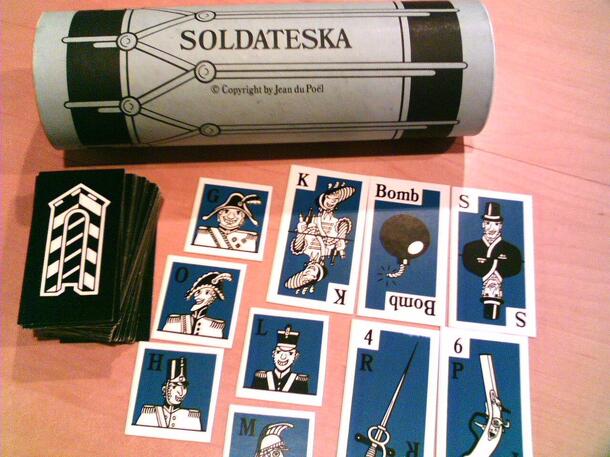 SOLDATESKA
© Copyright by Jean du Poël
G
K
K
Bomb
Bomb
S
S
O
L
H
M
4
R
R
6
P